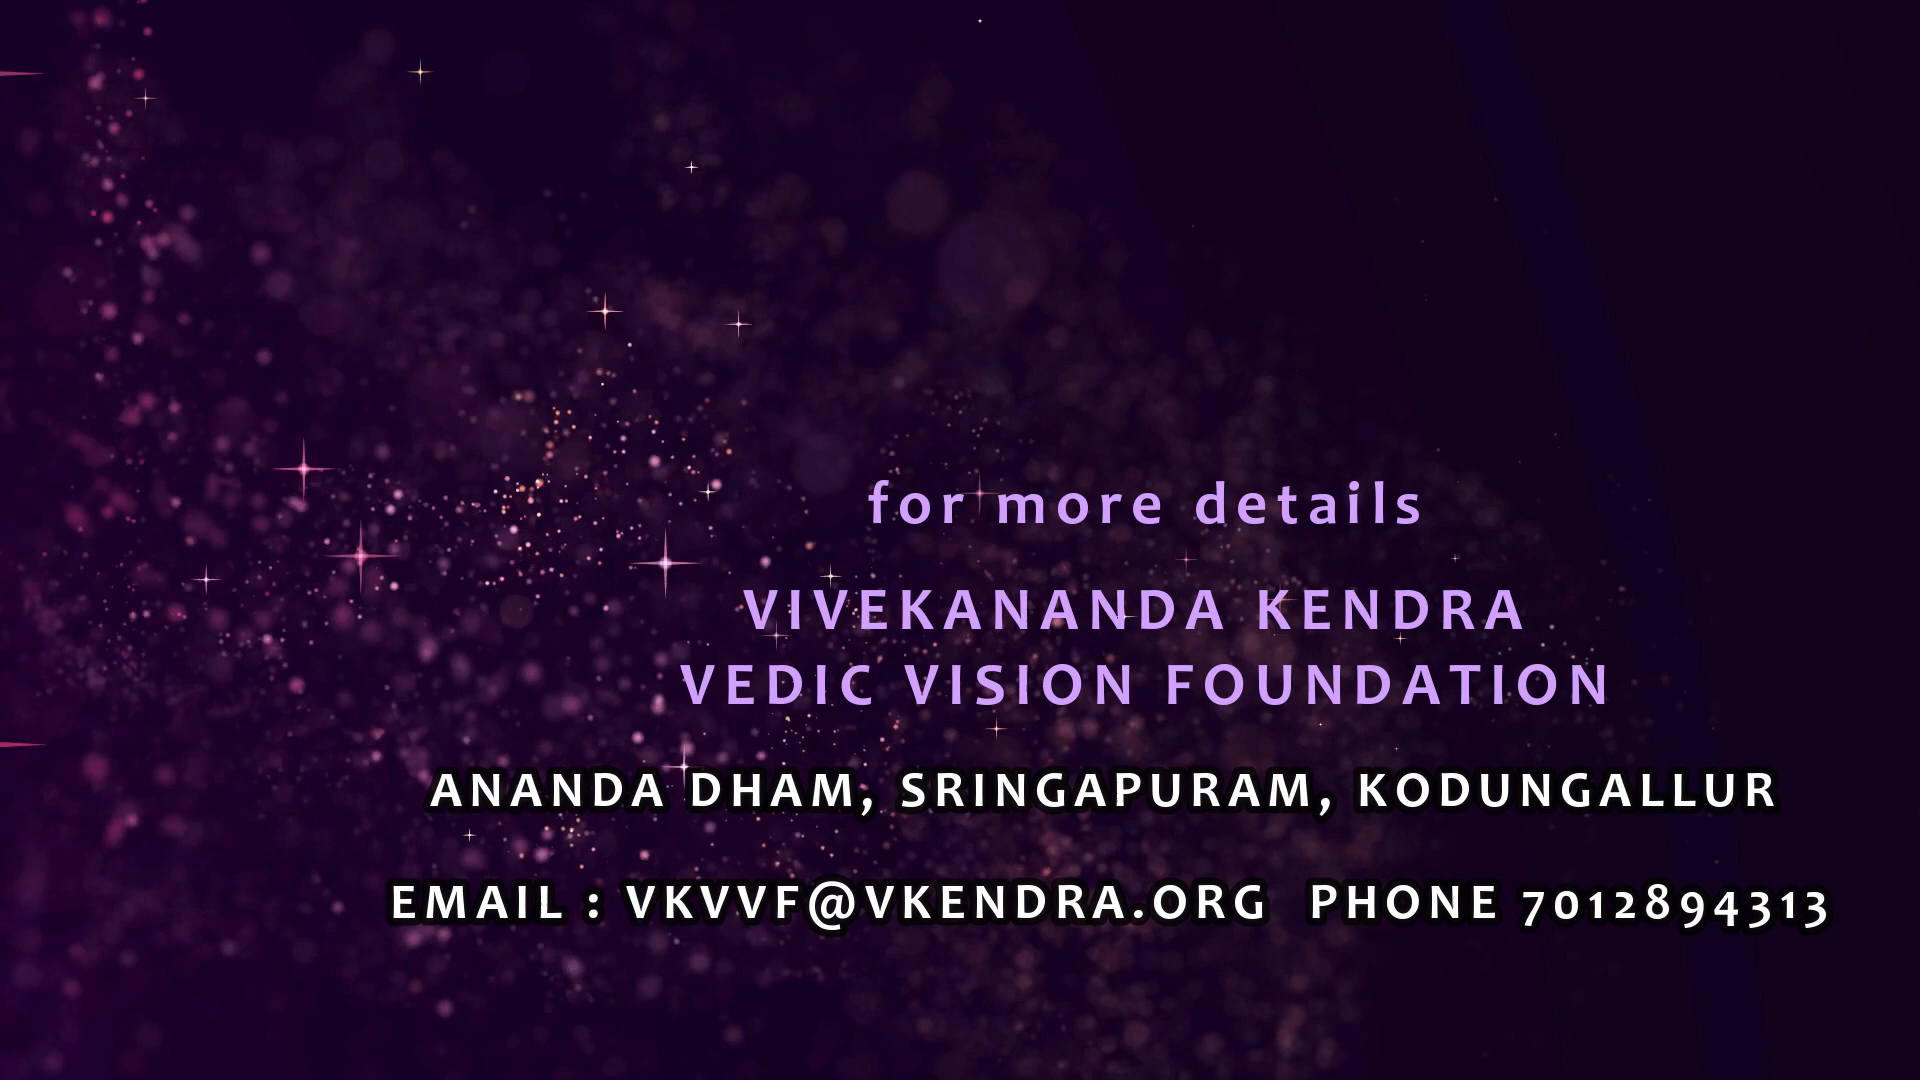 for more details
VIVEKANANDA KENDRA
VEDIC VISION FOUNDATION
ANANDA DHAM, SRINGAPURAM, KODUNGALLUR
EMAIL : VKVVF@VKENDRA.ORG PHONE 7012894313